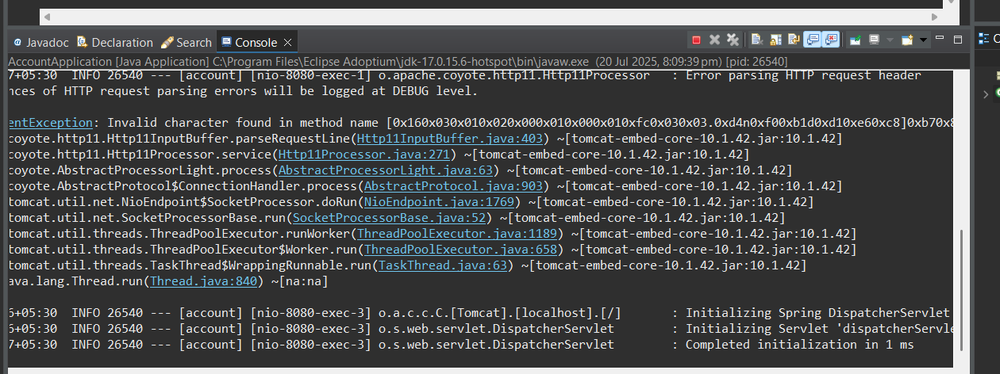 Javadoc Declaration Search Console
AccountApplication [Java Application] C:\Program Files\Eclipse Adoptium\jdk-17.0.15.6-hotspot\bin\javaw.exe (20 Jul 2025, 8:09:39 pm) [pid: 26540]
7+05:30  INFO 26540 --- [account] [nio-8080-exec-1] o.apache.coyote.http11.Http11Processor   : Error parsing HTTP request header
nces of HTTP request parsing errors will be logged at DEBUG level.
entException: Invalid character found in method name [0x160x030x010x020x000x010x000x010xfc0x030x03.0xd4n0xf00xb1d0xd10xe60xc8]0xb70x8
coyote.http11.Http11InputBuffer.parseRequestLine(Http11InputBuffer.java:403) ~[tomcat-embed-core-10.1.42.jar:10.1.42]
coyote.http11.Http11Processor.service(Http11Processor.java:271) ~[tomcat-embed-core-10.1.42.jar:10.1.42]
coyote.AbstractProcessorLight.process(AbstractProcessorLight.java:63) ~[tomcat-embed-core-10.1.42.jar:10.1.42]
coyote.AbstractProtocol$ConnectionHandler.process(AbstractProtocol.java:903) ~[tomcat-embed-core-10.1.42.jar:10.1.42]
tomcat.util.net.NioEndpoint$SocketProcessor.doRun(NioEndpoint.java:1769) ~[tomcat-embed-core-10.1.42.jar:10.1.42]
tomcat.util.net.SocketProcessorBase.run(SocketProcessorBase.java:52) ~[tomcat-embed-core-10.1.42.jar:10.1.42]
tomcat.util.threads.ThreadPoolExecutor.runWorker(ThreadPoolExecutor.java:1189) ~[tomcat-embed-core-10.1.42.jar:10.1.42]
tomcat.util.threads.ThreadPoolExecutor$Worker.run(ThreadPoolExecutor.java:658) ~[tomcat-embed-core-10.1.42.jar:10.1.42]
tomcat.util.threads.TaskThread$WrappingRunnable.run(TaskThread.java:63) ~[tomcat-embed-core-10.1.42.jar:10.1.42]
ava.lang.Thread.run(Thread.java:840) ~[na:na]
6+05:30  INFO 26540 --- [account] [nio-8080-exec-3] o.a.c.c.C.[Tomcat].[localhost].[/]       : Initializing Spring DispatcherServlet
6+05:30  INFO 26540 --- [account] [nio-8080-exec-3] o.s.web.servlet.DispatcherServlet        : Initializing Servlet 'dispatcherServle
7+05:30  INFO 26540 --- [account] [nio-8080-exec-3] o.s.web.servlet.DispatcherServlet        : Completed initialization in 1 ms